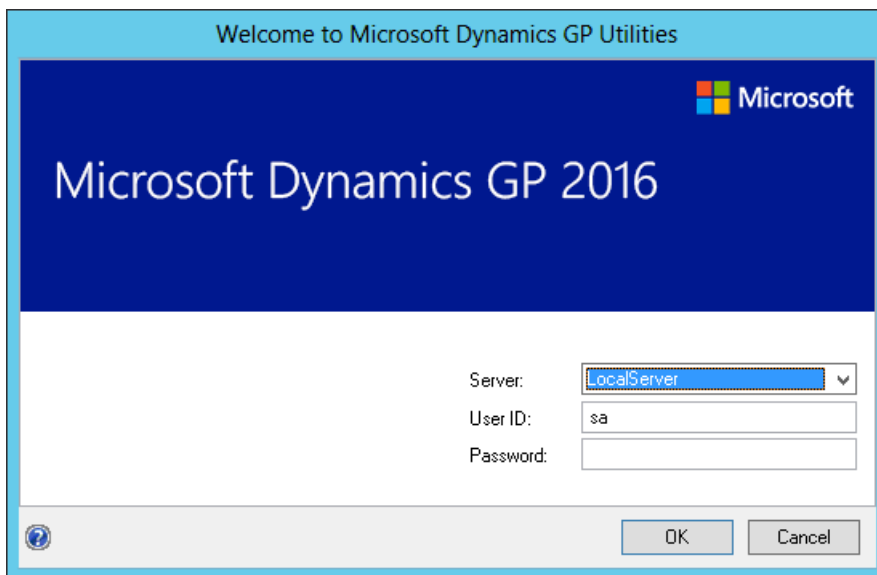 Welcome to Microsoft Dynamics GP Utilities
Microsoft
Microsoft Dynamics GP 2016
Server: LocalServer
User ID: sa
Password:
OK Cancel